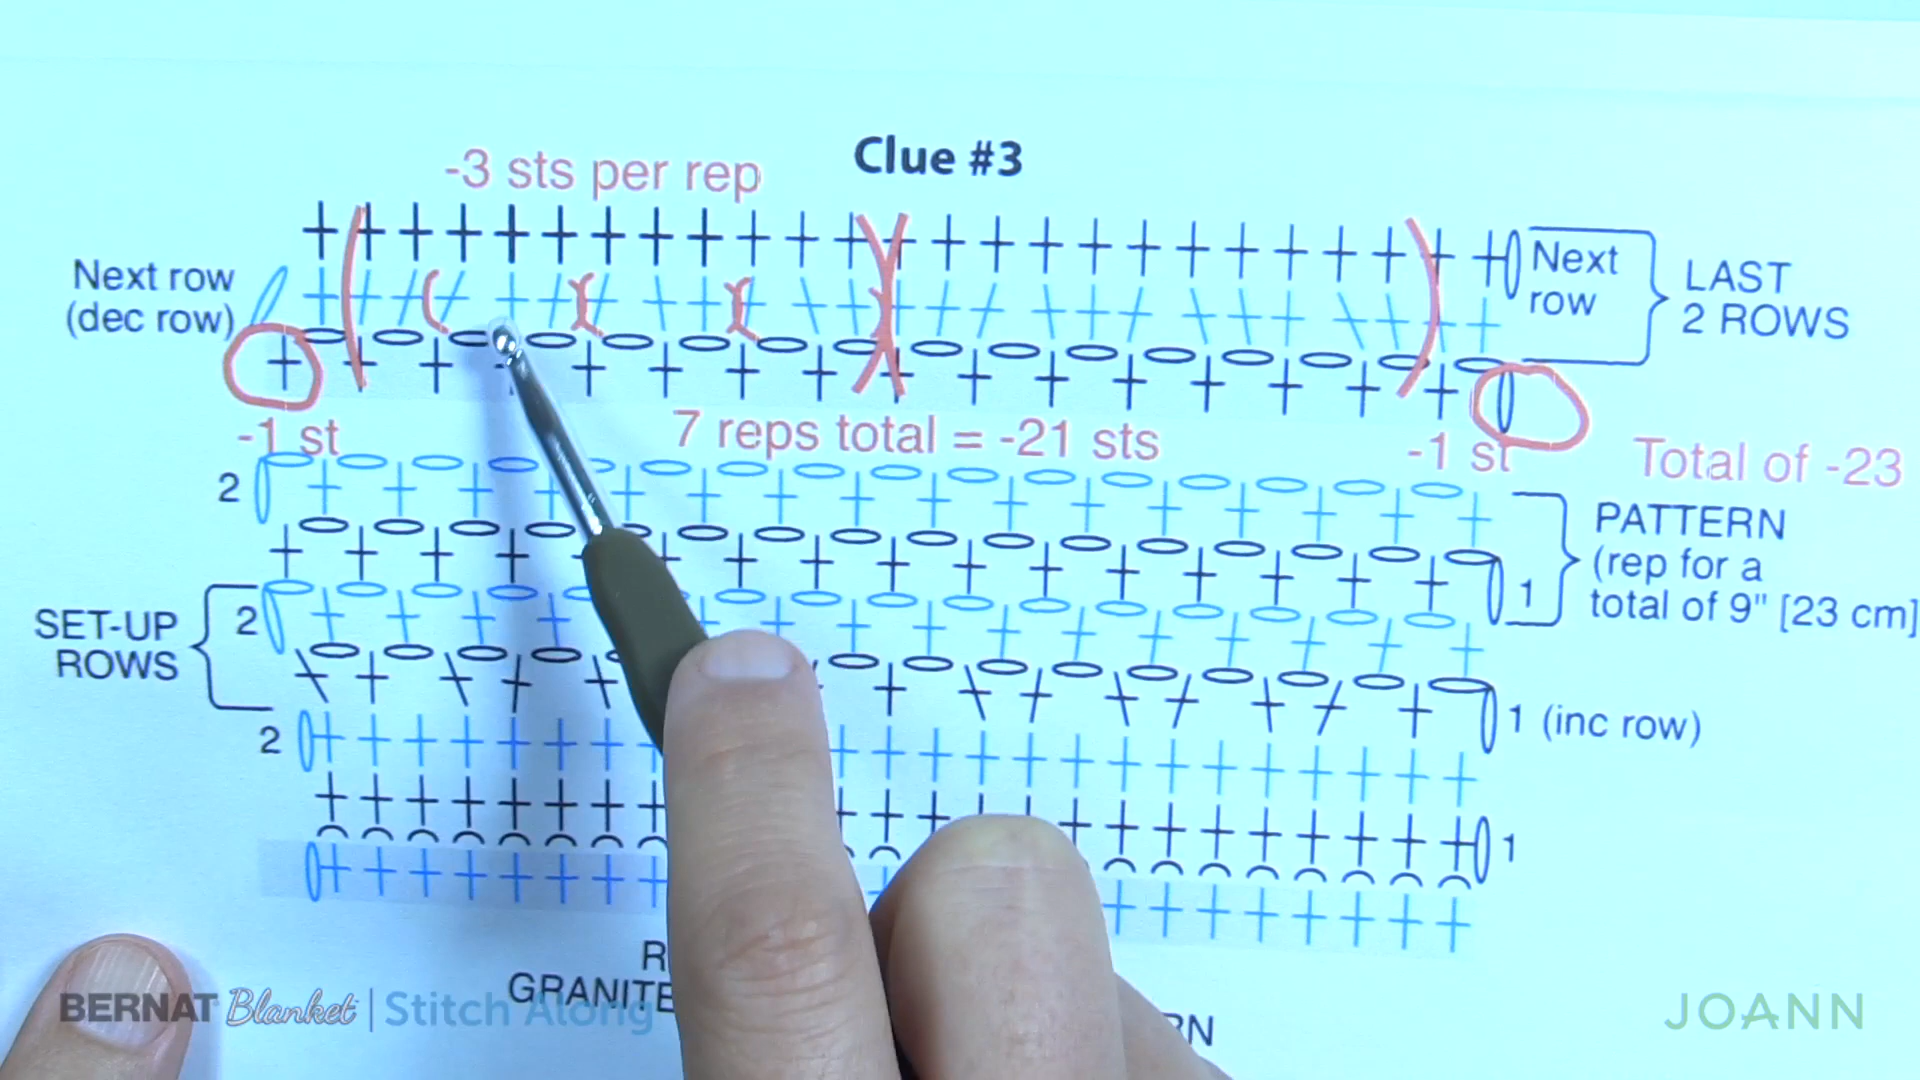 Clue #3
-3 sts per rep
Next row
(dec row)
Next
row
LAST
2 ROWS
-1 st
7 reps total = -21 sts
-1 st
Total of -23
2
PATTERN
(rep for a
total of 9" [23 cm]
1
SET-UP
ROWS
2
1 (inc row)
2
1
GRANITE
BERNAT Blanket | Stitch Along
JOANN